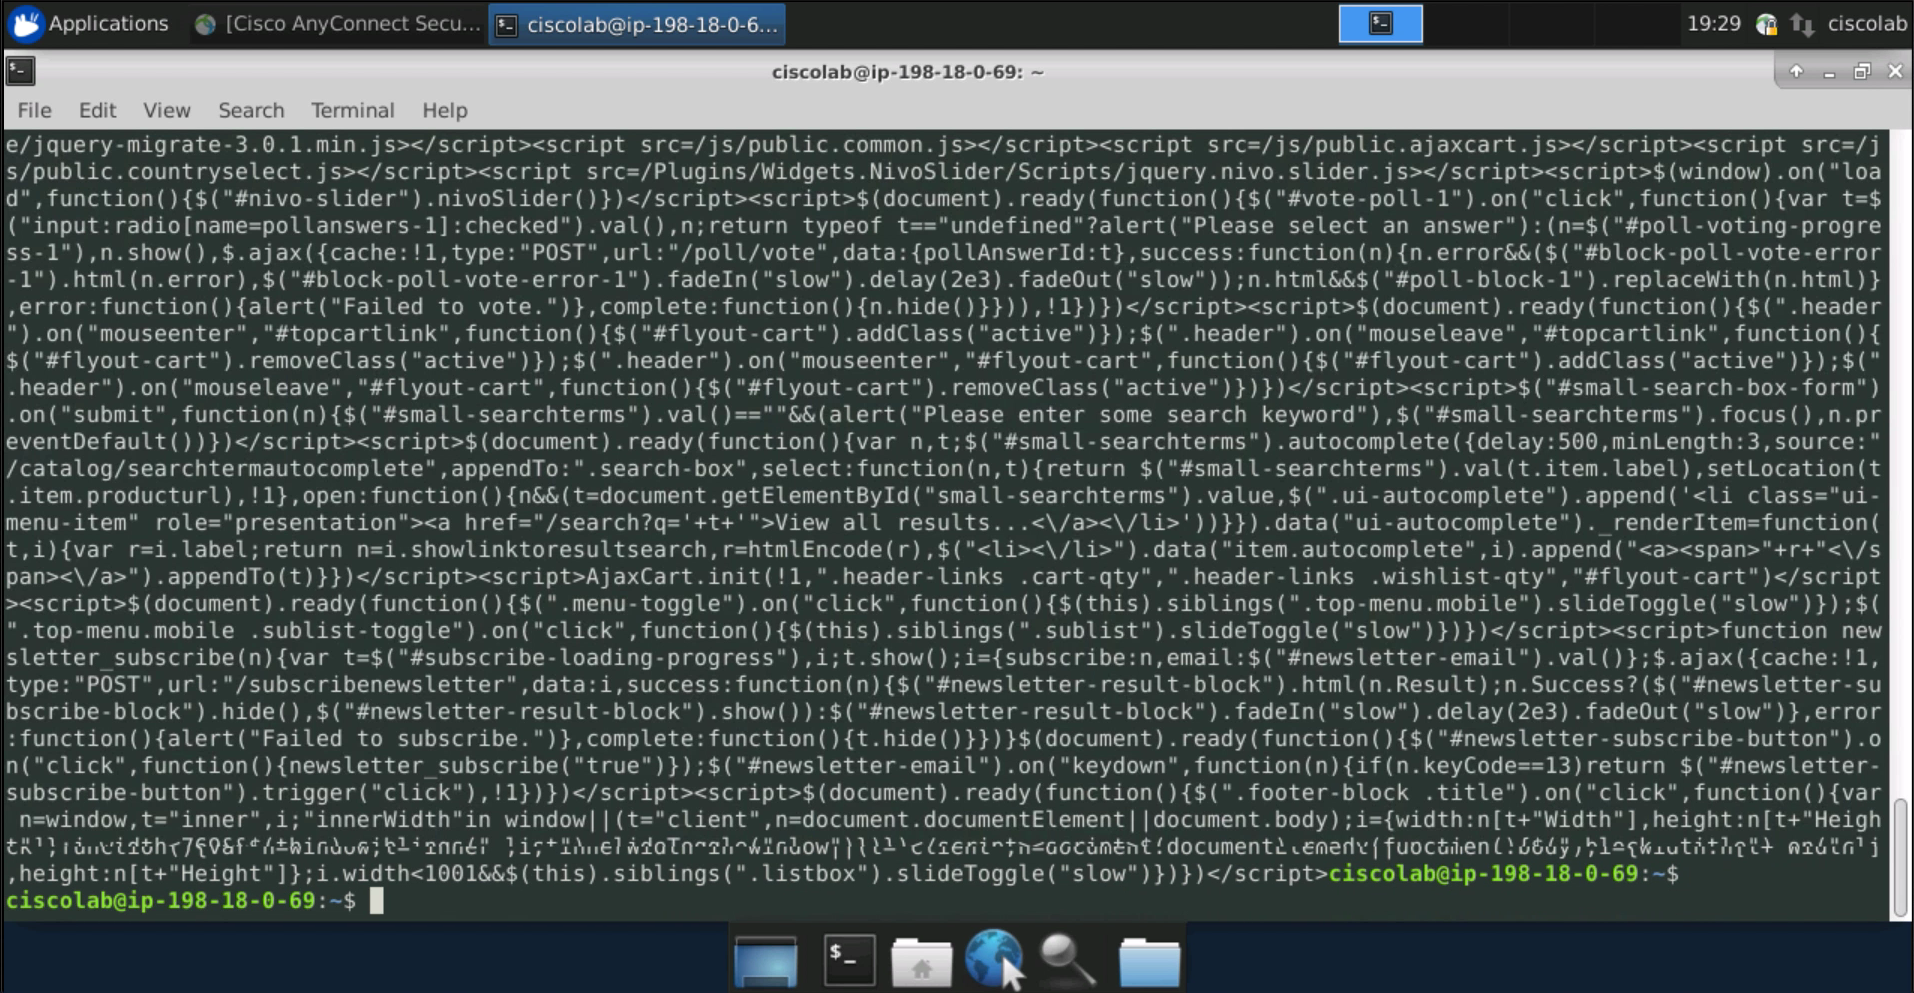 Applications
[Cisco AnyConnect Secu...
ciscolab@ip-198-18-0-6...
19:29
ciscolab
ciscolab@ip-198-18-0-69: ~
File Edit View Search Terminal Help
e/jquery-migrate-3.0.1.min.js></script><script src=/js/public.common.js></script><script src=/js/public.ajaxcart.js></script><script src=/j
s/public.countryselect.js></script><script src=/Plugins/Widgets.NivoSlider/Scripts/jquery.nivo.slider.js></script><script>$(window).on("loa
d",function(){$("#nivo-slider").nivoSlider()})</script><script>$(document).ready(function(){$("#vote-poll-1").on("click",function(){var t=$
("input:radio[name=pollanswers-1]:checked").val(),n;return typeof t=="undefined"?alert("Please select an answer"):(n=$("#poll-voting-progre
ss-1"),n.show(),$.ajax({cache:!1,type:"POST",url:"/poll/vote",data:{pollAnswerId:t},success:function(n){n.error&&($("#block-poll-vote-error
-1").html(n.error),$("#block-poll-vote-error-1").fadeIn("slow").delay(2e3).fadeOut("slow"));n.html&&$("#poll-block-1").replaceWith(n.html)}
,error:function(){alert("Failed to vote.")},complete:function(){n.hide()}})),!1})})</script><script>$(document).ready(function(){$(".header
").on("mouseenter","#topcartlink",function(){$("#flyout-cart").addClass("active")});$(".header").on("mouseleave","#topcartlink",function(){
$("#flyout-cart").removeClass("active")});$(".header").on("mouseenter","#flyout-cart",function(){$("#flyout-cart").addClass("active")});$("
.header").on("mouseleave","#flyout-cart",function(){$("#flyout-cart").removeClass("active")})})</script><script>$("#small-search-box-form")
.on("submit",function(n){$("#small-searchterms").val()==""&&(alert("Please enter some search keyword"),$("#small-searchterms").focus(),n.pr
eventDefault())})</script><script>$(document).ready(function(){var n,t;$("#small-searchterms").autocomplete({delay:500,minLength:3,source:"
/catalog/searchtermautocomplete",appendTo:".search-box",select:function(n,t){return $("#small-searchterms").val(t.item.label),setLocation(t
.item.producturl),!1},open:function(){n&&(t=document.getElementById("small-searchterms").value,$(".ui-autocomplete").append('<li class="ui-
menu-item" role="presentation"><a href="/search?q='+t+'">View all results...<\/a><\/li>'))}}).data("ui-autocomplete")._renderItem=function(
t,i){var r=i.label;return n=i.showlinktoresultsearch,r=htmlEncode(r),$("<li><\/li>").data("item.autocomplete",i).append("<a><span>"+r+"<\/s
pan><\/a>").appendTo(t)}})</script><script>AjaxCart.init(!1,".header-links .cart-qty",".header-links .wishlist-qty","#flyout-cart")</script
><script>$(document).ready(function(){$(".menu-toggle").on("click",function(){$(this).siblings(".top-menu.mobile").slideToggle("slow")});$(
".top-menu.mobile .sublist-toggle").on("click",function(){$(this).siblings(".sublist").slideToggle("slow")})})</script><script>function new
sletter_subscribe(n){var t=$("#subscribe-loading-progress"),i;t.show();i={subscribe:n,email:$("#newsletter-email").val()};$.ajax({cache:!1,
type:"POST",url:"/subscribenewsletter",data:i,success:function(n){$("#newsletter-result-block").html(n.Result);n.Success?($("#newsletter-su
bscribe-block").hide(),$("#newsletter-result-block").show()):$("#newsletter-result-block").fadeIn("slow").delay(2e3).fadeOut("slow")},error
:function(){alert("Failed to subscribe.")},complete:function(){t.hide()}})}$(document).ready(function(){$("#newsletter-subscribe-button").o
n("click",function(){newsletter_subscribe("true")});$("#newsletter-email").on("keydown",function(n){if(n.keyCode==13)return $("#newsletter-
subscribe-button").trigger("click"),!1})})</script><script>$(document).ready(function(){$(".footer-block .title").on("click",function(){var
n=window,t="inner",i;"innerWidth"in window||(t="client",n=document.documentElement||document.body);i={width:n[t+"Width"],height:n[t+"Heigh
,height:n[t+"Height"]};i.width<1001&&$(this).siblings(".listbox").slideToggle("slow")})})</script>ciscolab@ip-198-18-0-69:~$
ciscolab@ip-198-18-0-69:~$